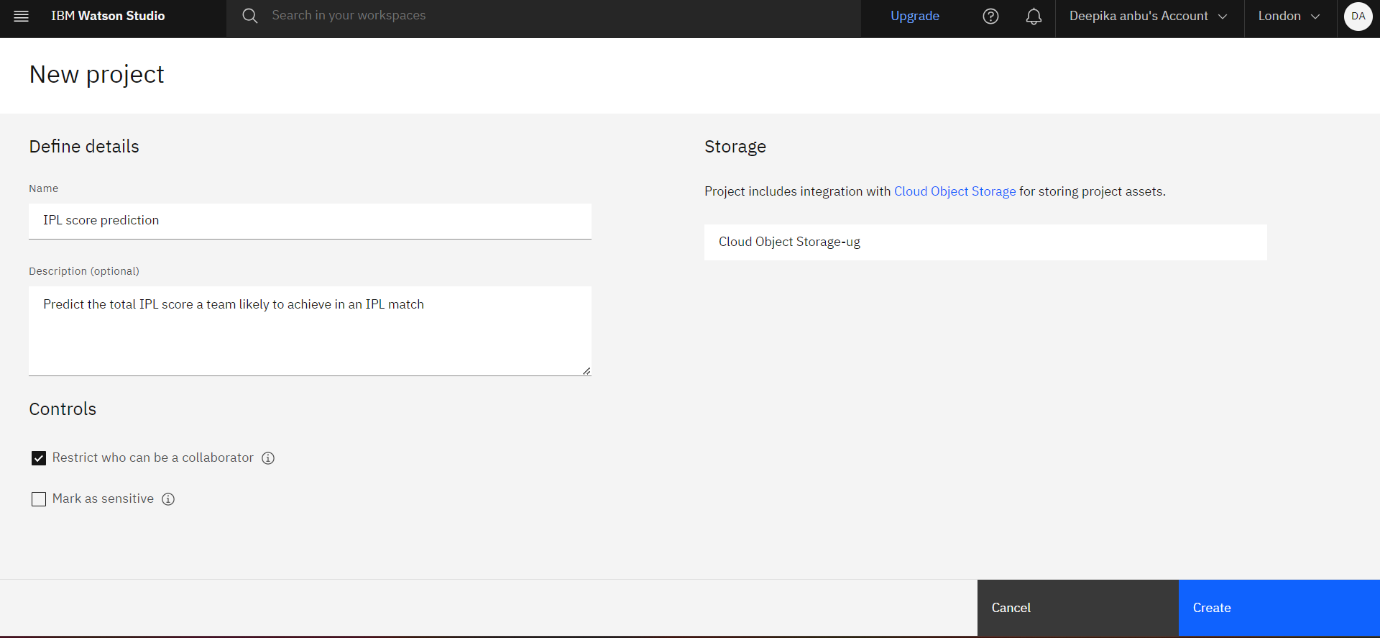 IBM Watson Studio
Search in your workspaces
Upgrade
Deepika anbu's Account
London
DA
New project
Define details
Name
IPL score prediction
Description (optional)
Predict the total IPL score a team likely to achieve in an IPL match
Controls
Restrict who can be a collaborator
Mark as sensitive
Storage
Project includes integration with Cloud Object Storage for storing project assets.
Cloud Object Storage-ug
Cancel
Create